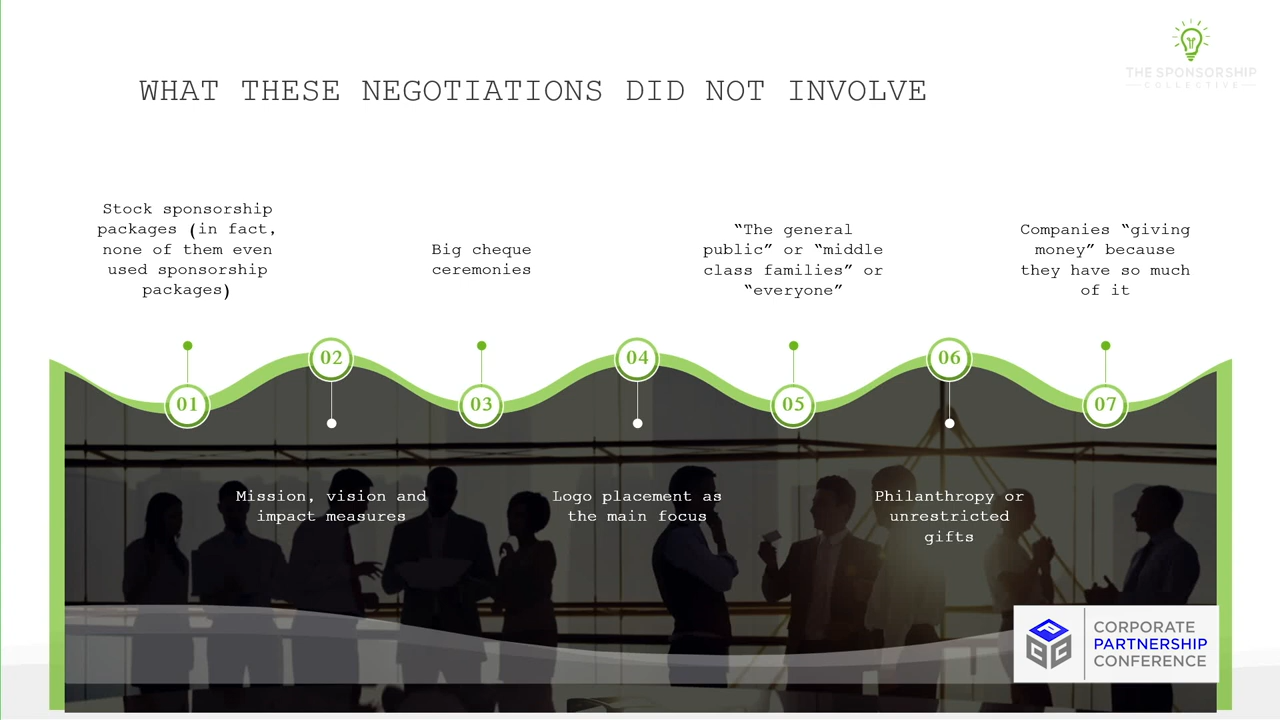 THE SPONSORSHIP
COLLECTIVE
WHAT THESE NEGOTIATIONS DID NOT INVOLVE
Stock sponsorship
packages (in fact,
none of them even
used sponsorship
packages)
Big cheque
ceremonies
“The general
public” or “middle
class families” or
“everyone”
Companies “giving
money” because
they have so much
of it
01
02
03
04
05
06
07
Mission, vision and
impact measures
Logo placement as
the main focus
Philanthropy or
unrestricted
gifts
CPC
CORPORATE
PARTNERSHIP
CONFERENCE